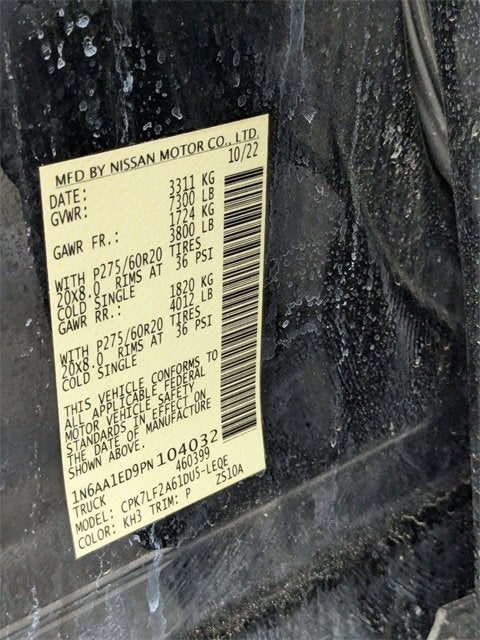 MFD BY NISSAN MOTOR CO., LTD.
DATE: 10/22
GVWR: 3311 KG
7300 LB
GAWR FR.: 1724 KG
3800 LB
WITH P275/60R20 TIRES
20X8.0 RIMS AT 36 PSI
COLD SINGLE
GAWR RR.: 1820 KG
4012 LB
WITH P275/60R20 TIRES
20X8.0 RIMS AT 36 PSI
COLD SINGLE
THIS VEHICLE CONFORMS TO
ALL APPLICABLE FEDERAL
MOTOR VEHICLE SAFETY
STANDARDS IN EFFECT ON
THE DATE OF MANUFACTURE
SHOWN ABOVE.
1N6AA1ED9PN104032
TRUCK 460399
MODEL: CPK7LF2A61DU5-LEQE
COLOR: KH3 TRIM: P ZS10A